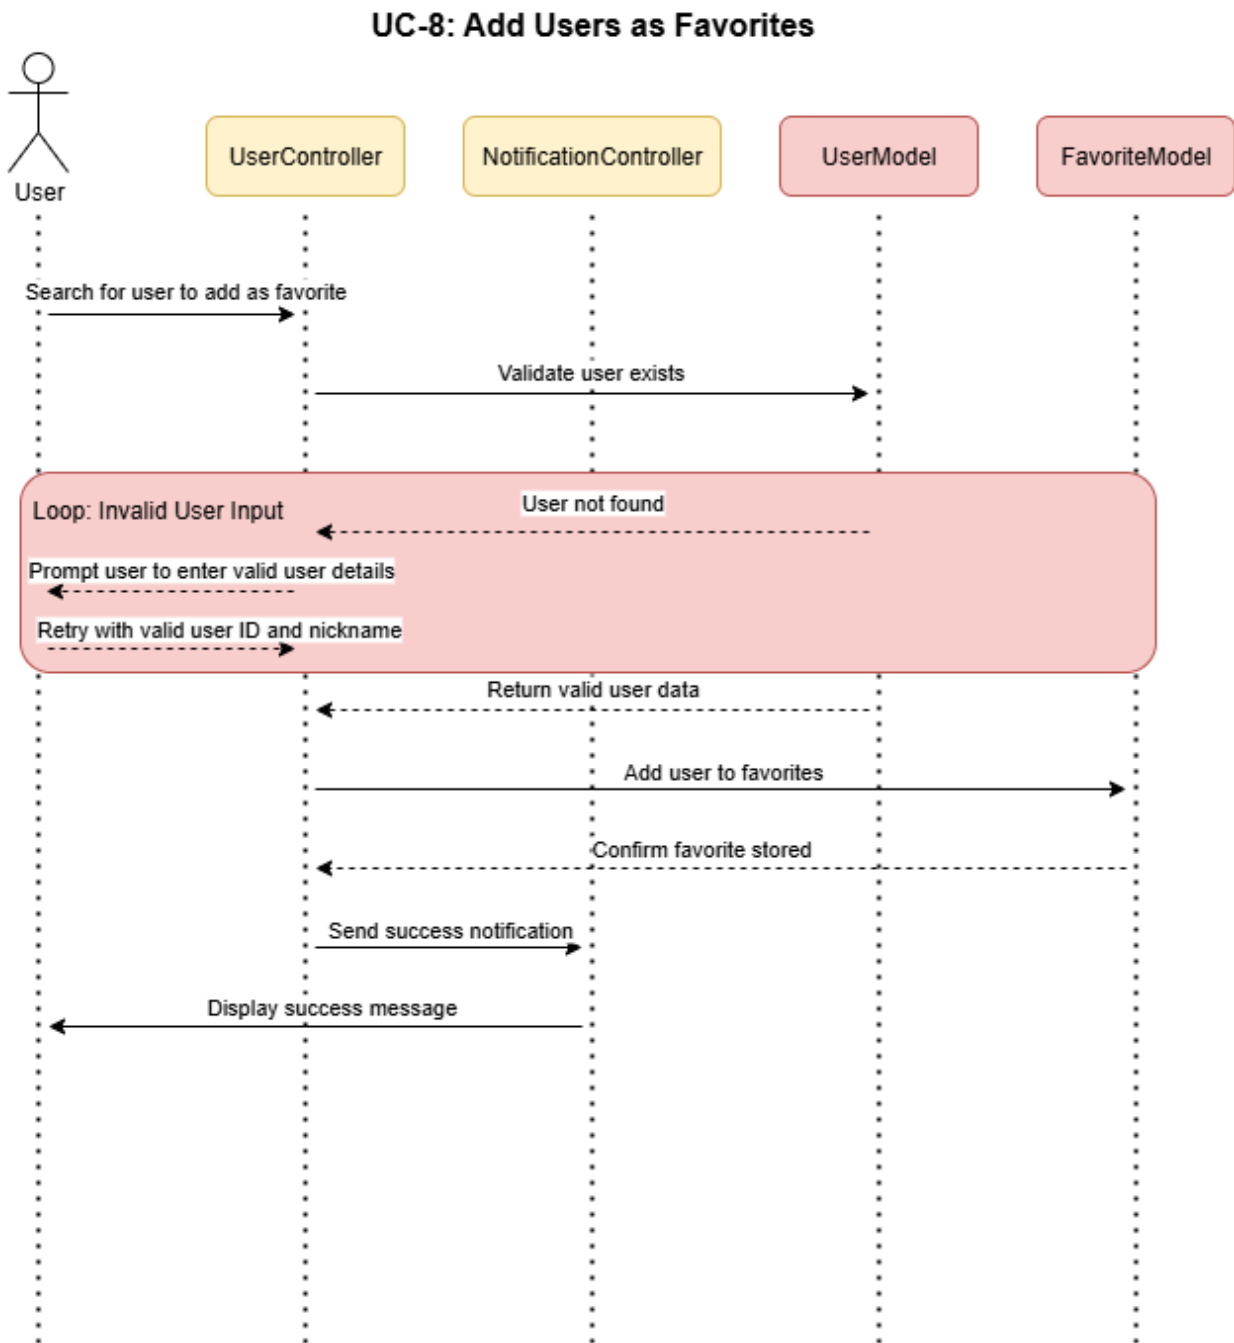 UC-8: Add Users as Favorites
User
UserController
NotificationController
UserModel
FavoriteModel
Search for user to add as favorite
Validate user exists
Loop: Invalid User Input
User not found
Prompt user to enter valid user details
Retry with valid user ID and nickname
Return valid user data
Add user to favorites
Confirm favorite stored
Send success notification
Display success message